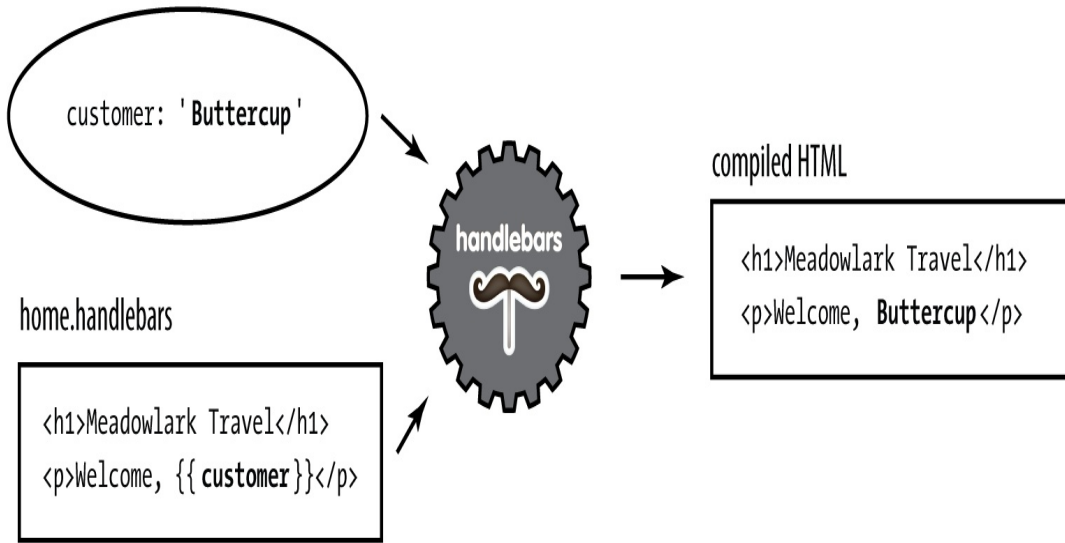 customer: 'Buttercup'
handlebars
compiled HTML
<h1>Meadowlark Travel</h1>
<p>Welcome, Buttercup</p>
home.handlebars
<h1>Meadowlark Travel</h1>
<p>Welcome, {{customer}}</p>